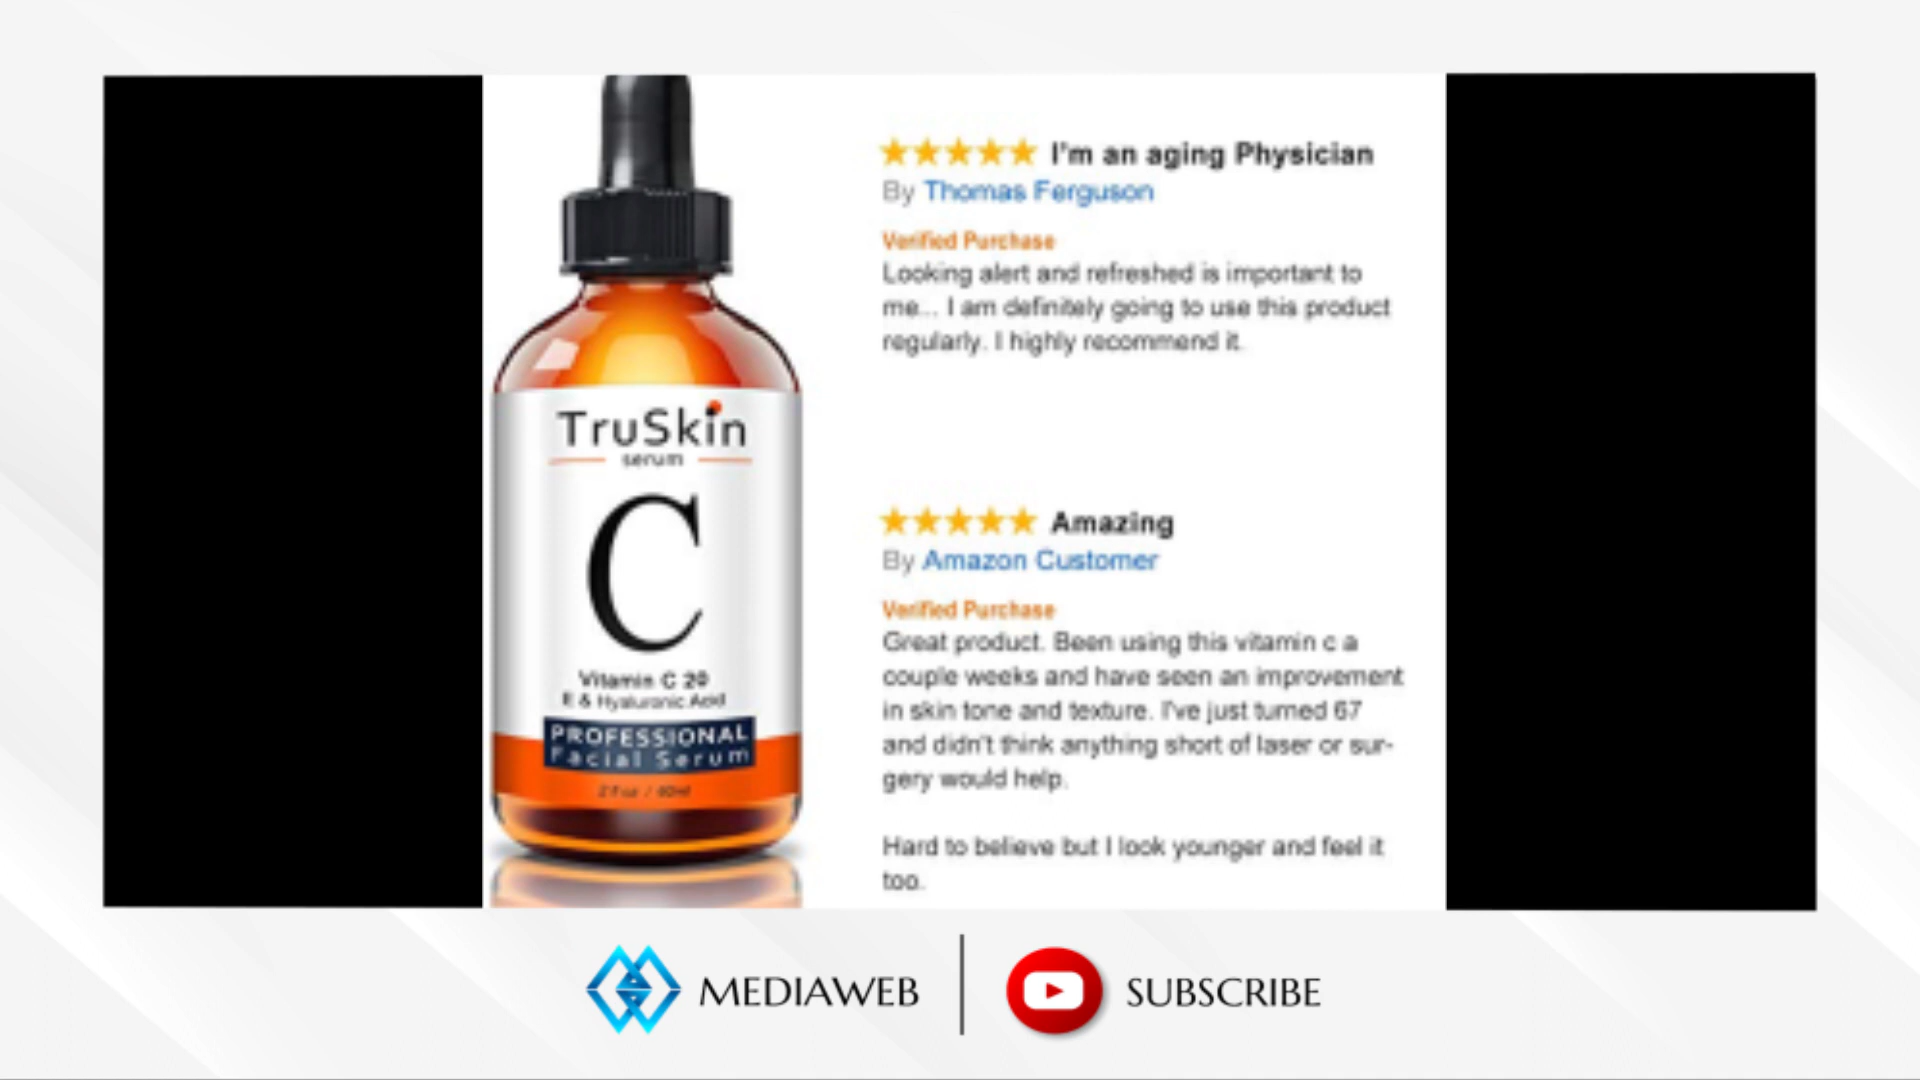 I'm an aging Physician
By Thomas Ferguson
Verified Purchase
Looking alert and refreshed is important to
me... I am definitely going to use this product
regularly. I highly recommend it.
TruSkin
serum
C
Vitamin C 20
E & Hyaluronic Acid
PROFESSIONAL
Facial Serum
2 fl oz / 60ml
Amazing
By Amazon Customer
Verified Purchase
Great product. Been using this vitamin c a
couple weeks and have seen an improvement
in skin tone and texture. I've just turned 67
and didn't think anything short of laser or sur-
gery would help.
Hard to believe but I look younger and feel it
too.
MEDIAWEB
SUBSCRIBE